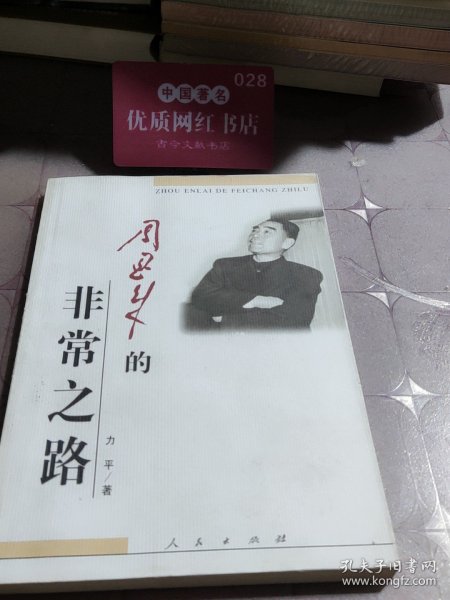 028
中国著名
优质网红书店
古今文献书店
ZHOU ENLAI DE FEICHANG ZHILU
周恩来
的
非常之路
力平/著
人民出版社
孔夫子旧书网
www.kongfz.com